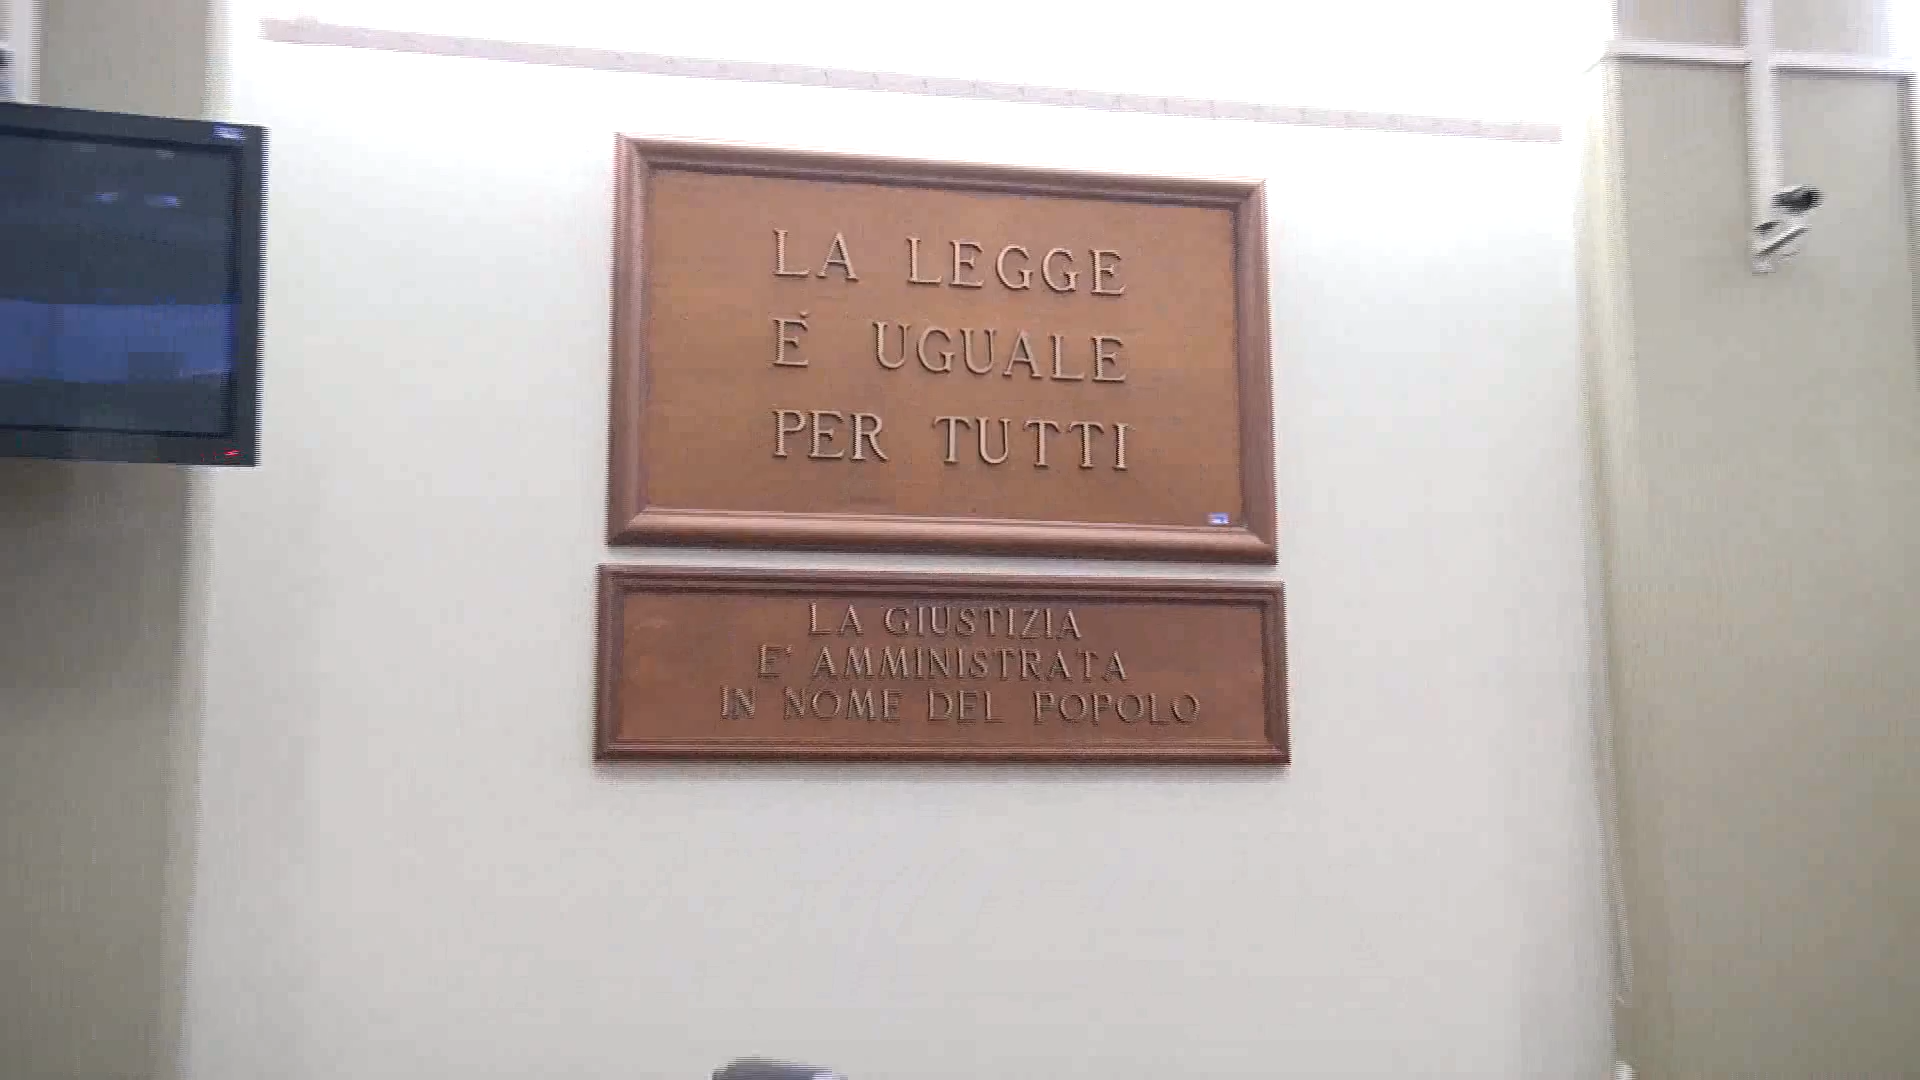 LA LEGGE
É UGUALE
PER TUTTI
LA GIUSTIZIA
E' AMMINISTRATA
IN NOME DEL POPOLO